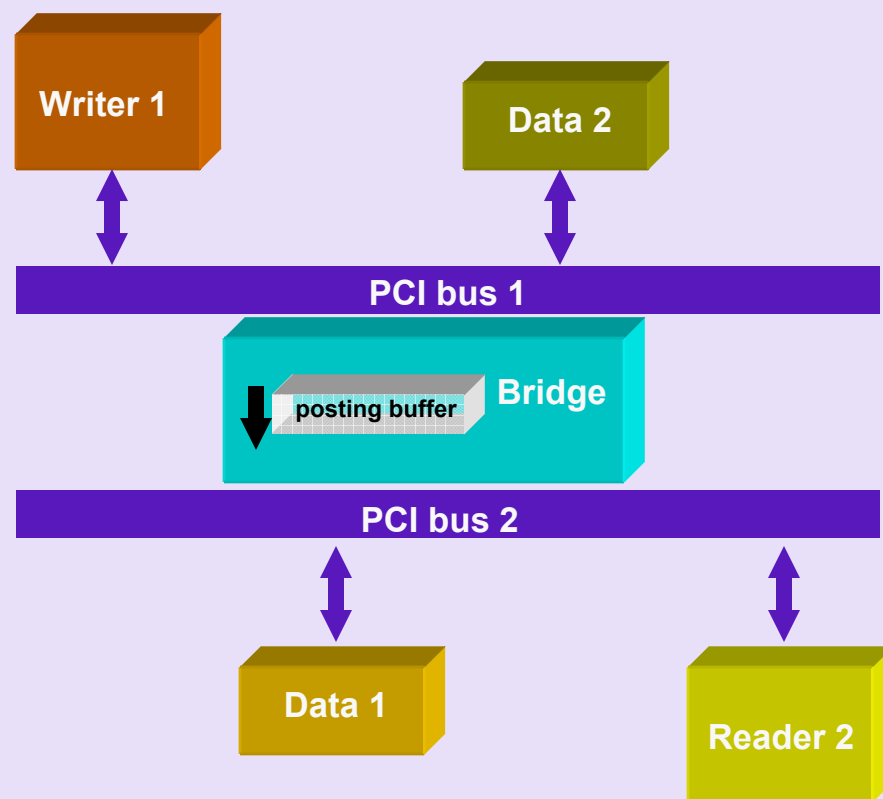 Writer 1
Data 2
PCI bus 1
Bridge
posting buffer
PCI bus 2
Data 1
Reader 2